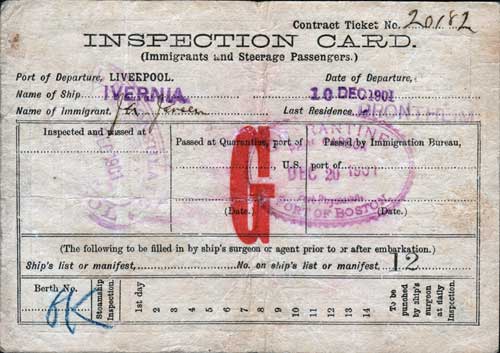 Contract Ticket No. 20182
INSPECTION CARD.
(Immigrants and Steerage Passengers.)
Port of Departure, LIVERPOOL. Date of Departure,
Name of Ship, IVERNIA 10 DEC 1901
Name of Immigrant, Last Residence,
Inspected and passed at Passed at Quarantine, port of Passed by Immigration Bureau,
QUARANTINE
U.S. port of
DEC 20 1901
PORT OF BOSTON
G
(Date.) (Date.)
(The following to be filled in by ship's surgeon or agent prior to or after embarkation.)
Ship's list or manifest, No. on ship's list or manifest, 12
Berth No. Steamship Inspection. 1st day 2 3 4 5 6 7 8 9 10 11 12 13 14 To be punched by ship's surgeon at daily Inspection.